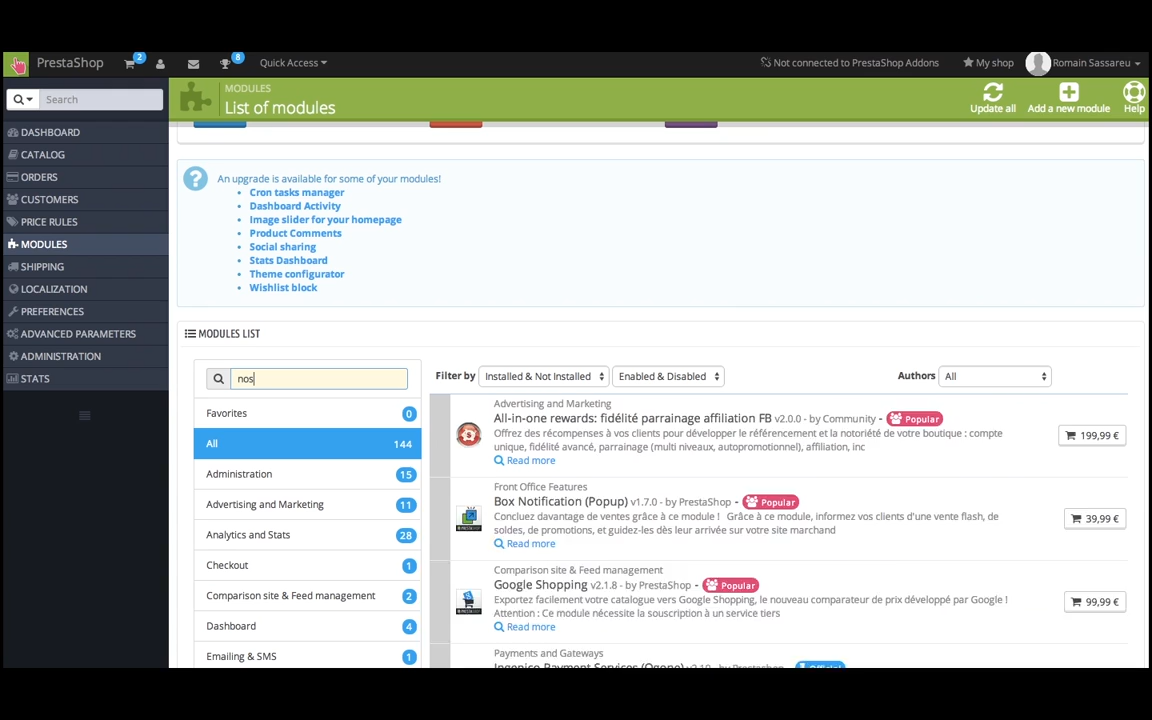 PrestaShop 2 8 Quick Access Not connected to PrestaShop Addons My shop Romain Sassareu
Search
MODULES
List of modules
Update all Add a new module Help
DASHBOARD
CATALOG
ORDERS
CUSTOMERS
PRICE RULES
MODULES
SHIPPING
LOCALIZATION
PREFERENCES
ADVANCED PARAMETERS
ADMINISTRATION
STATS
An upgrade is available for some of your modules!
Cron tasks manager
Dashboard Activity
Image slider for your homepage
Product Comments
Social sharing
Stats Dashboard
Theme configurator
Wishlist block
MODULES LIST
nos
Favorites 0
All 144
Administration 15
Advertising and Marketing 11
Analytics and Stats 28
Checkout 1
Comparison site & Feed management 2
Dashboard 4
Emailing & SMS 1
Filter by Installed & Not Installed Enabled & Disabled Authors All
Advertising and Marketing
All-in-one rewards: fidélité parrainage affiliation FB v2.0.0 - by Community - Popular
Offrez des récompenses à vos clients pour développer le référencement et la notoriété de votre boutique : compte
unique, fidélité avancé, parrainage (multi niveaux, autopromotionnel), affiliation, inc
Read more
199,99 €
Front Office Features
Box Notification (Popup) v1.7.0 - by PrestaShop - Popular
Concluez davantage de ventes grâce à ce module ! Grâce à ce module, informez vos clients d'une vente flash, de
soldes, de promotions, et guidez-les dès leur arrivée sur votre site marchand
Read more
39,99 €
Comparison site & Feed management
Google Shopping v2.1.8 - by PrestaShop - Popular
Exportez facilement votre catalogue vers Google Shopping, le nouveau comparateur de prix développé par Google !
Attention : Ce module nécessite la souscription à un service tiers
Read more
99,99 €
Payments and Gateways
Ingenico Payment Services (Ogone) v2.10 - by Prestashop - Official